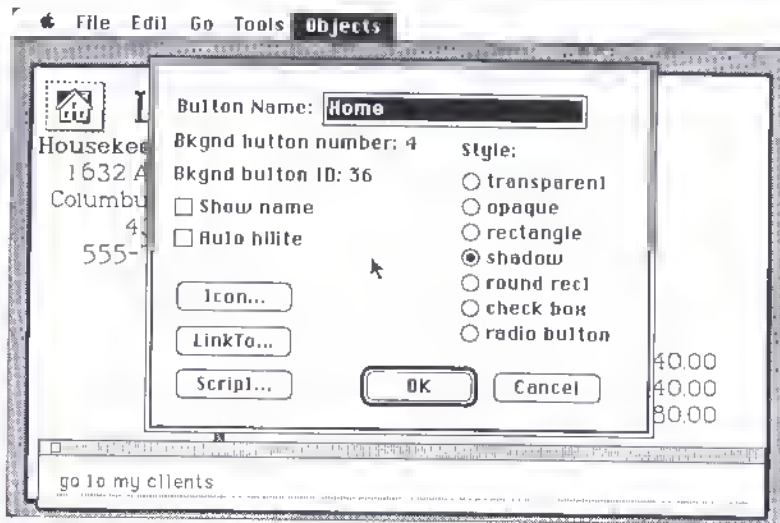 File Edit Go Tools Objects
Button Name: Home
Bkgnd button number: 4
Bkgnd button ID: 36
Show name
Auto hilite
Icon...
LinkTo...
Script...
Style:
transparent
opaque
rectangle
shadow
round rect
check box
radio button
OK
Cancel
1632 A
555-
40.00
40.00
80.00
go to my clients